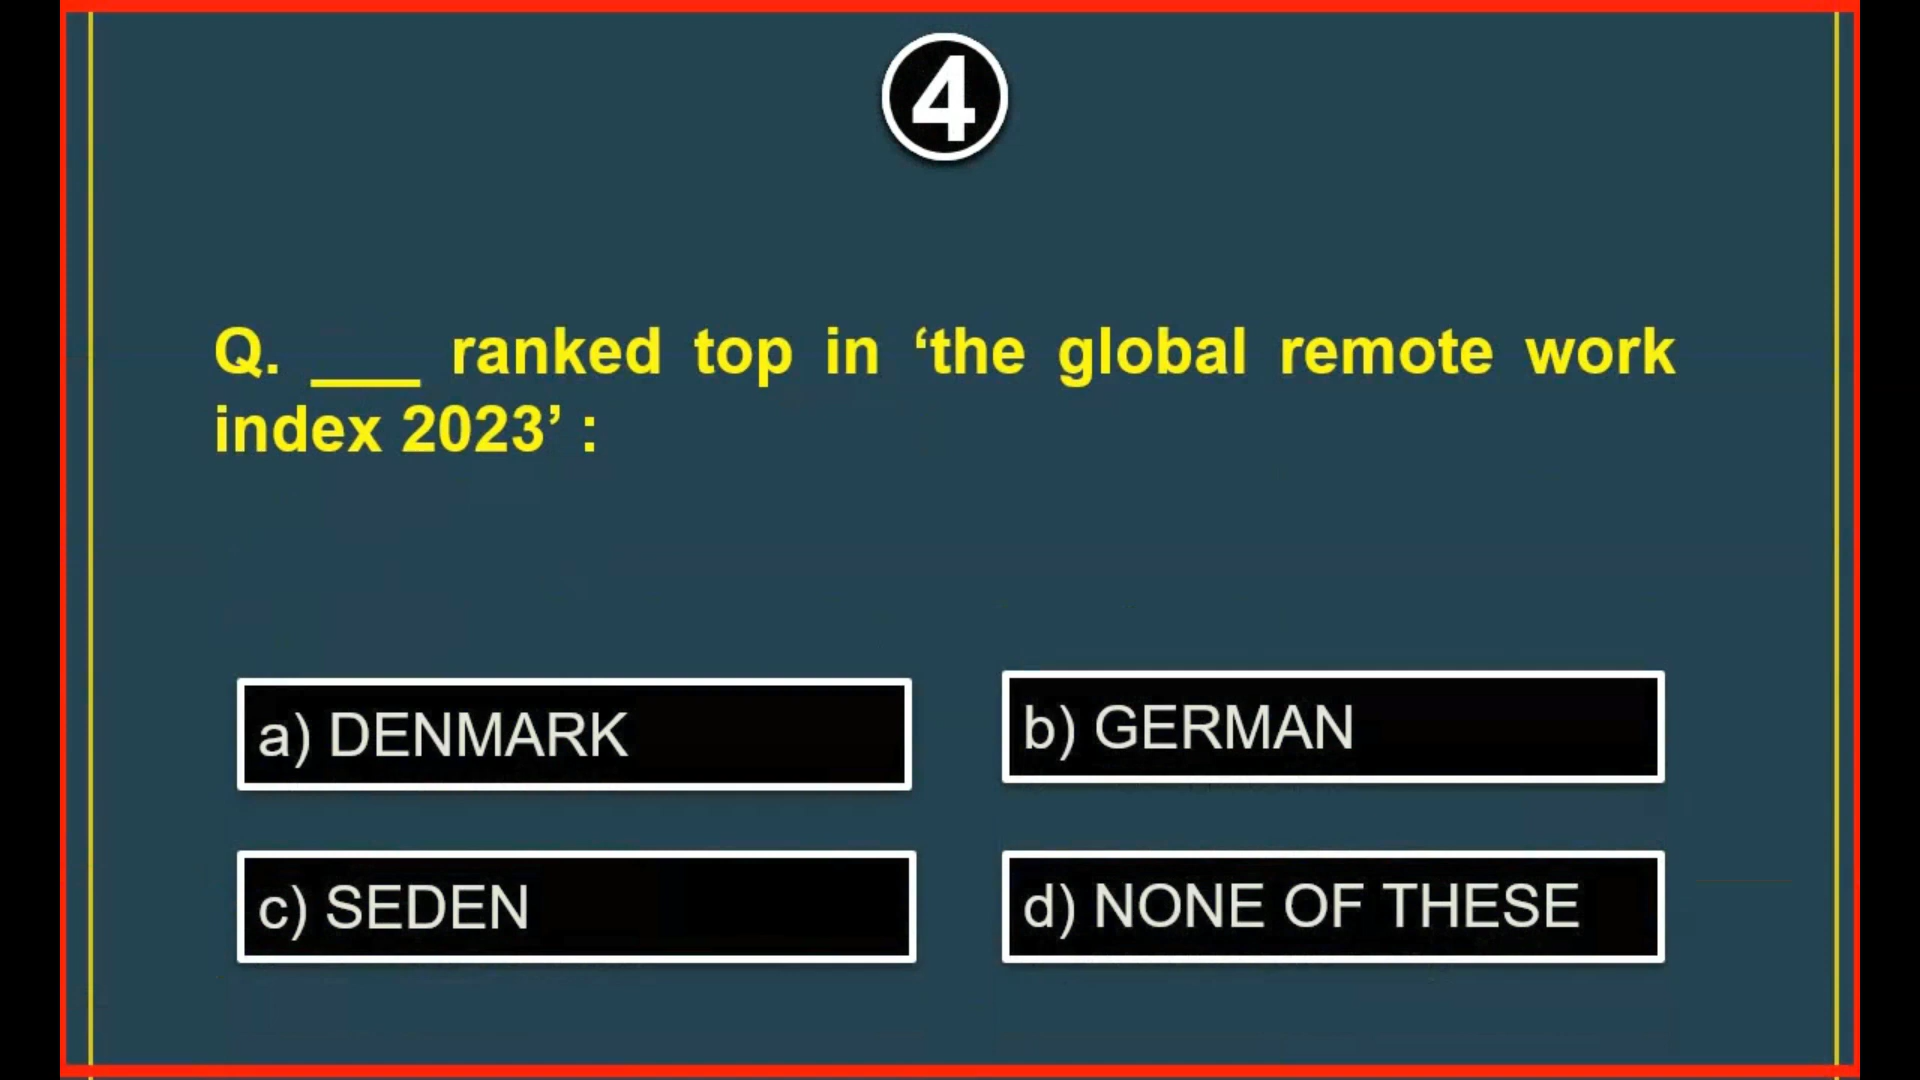 4
Q. ___ ranked top in ‘the global remote work
index 2023’ :
a) DENMARK
b) GERMAN
c) SEDEN
d) NONE OF THESE